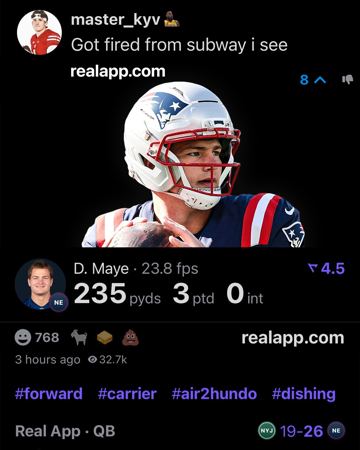 master_kyv
Got fired from subway i see
realapp.com
8
D. Maye · 23.8 fps
4.5
NE
235 pyds 3 ptd 0 int
768
realapp.com
3 hours ago 32.7k
#forward #carrier #air2hundo #dishing
Real App · QB
NYJ 19-26 NE